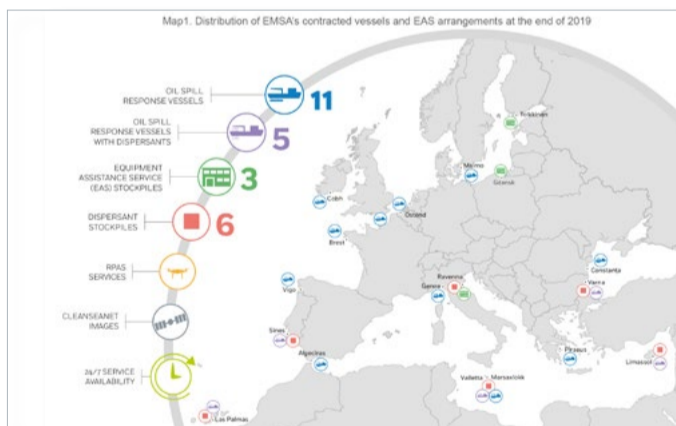 Map1. Distribution of EMSA's contracted vessels and EAS arrangements at the end of 2019
OIL SPILL
RESPONSE VESSELS
11
OIL SPILL
RESPONSE VESSELS
WITH DISPERSANTS
5
EQUIPMENT
ASSISTANCE SERVICE
(EAS) STOCKPILES
3
DISPERSANT
STOCKPILES
6
RPAS
SERVICES
CLEANSEANET
IMAGES
24/7 SERVICE
AVAILABILITY
Malmo
Gdansk
Cobh
Ostend
Brest
Constanta
Varna
Ravenna
Genoa
Vigo
Sines
Algeciras
Piraeus
Limassol
Valletta
Marsaxlokk
Las Palmas